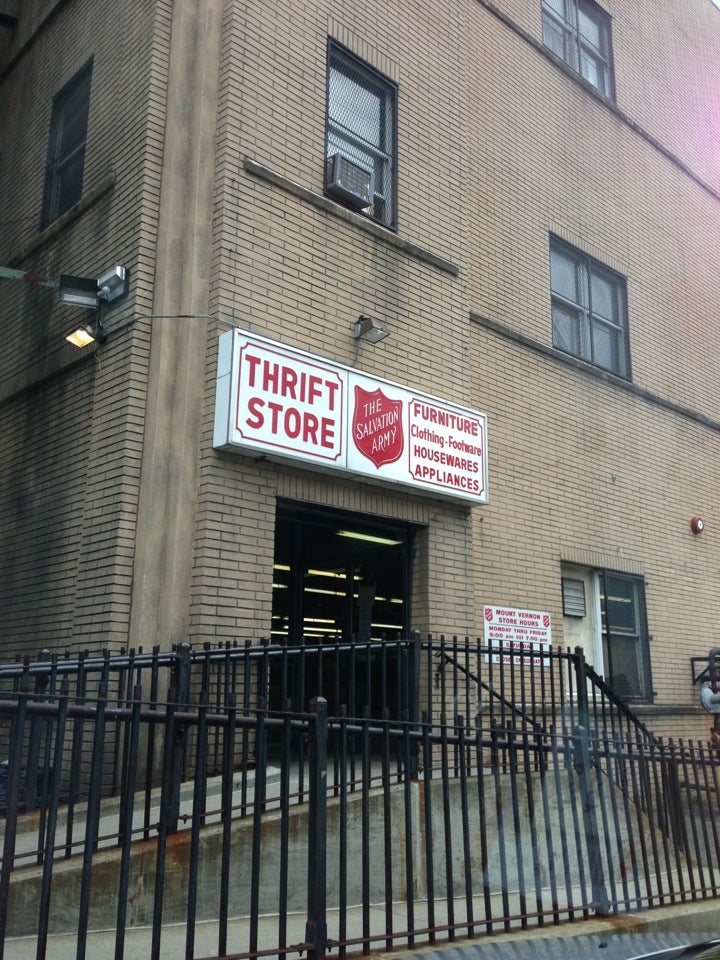 THRIFT
STORE
THE
SALVATION
ARMY
FURNITURE
Clothing·Footware
HOUSEWARES
APPLIANCES
MOUNT VERNON
STORE HOURS
MONDAY THRU FRIDAY
9:00 am till 7:00 pm